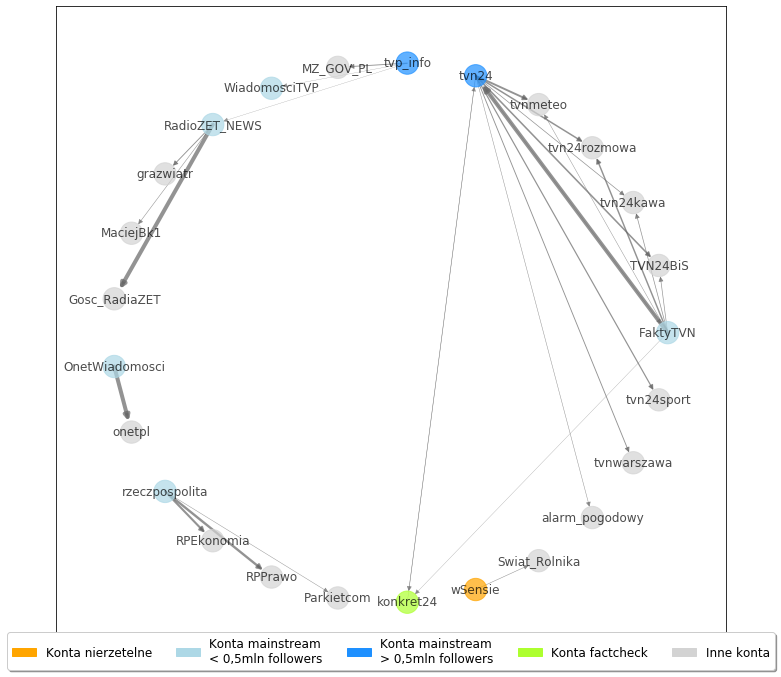 tvp_info
MZ_GOV_PL
tvn24
WiadomosciTVP
tvnmeteo
RadioZET_NEWS
tvn24rozmowa
grazwiatr
tvn24kawa
MaciejBk1
TVN24BiS
Gosc_RadiaZET
FaktyTVN
OnetWiadomosci
tvn24sport
onetpl
tvnwarszawa
rzeczpospolita
alarm_pogodowy
RPEkonomia
Swiat_Rolnika
RPPrawo
wSensie
Parkietcom
konkret24
Konta nierzetelne
Konta mainstream
< 0,5mln followers
Konta mainstream
> 0,5mln followers
Konta factcheck
Inne konta